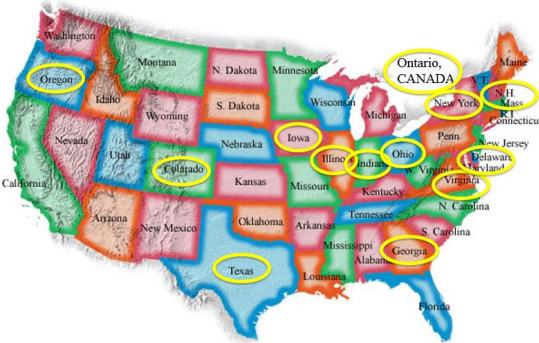 Washington
Maine
Montana
Ontario,
CANADA
N. Dakota
Minnesota
V.T.
Oregon
N.H.
Idaho
Wisconsin
New York
Mass
S. Dakota
R.I
Wyoming
Michigan
Connecticu
Iowa
Penn.
Nevada
Nebraska
New Jersey
Utah
Illinois
Indiana
Ohio
Delaware
Colorado
W. Virginia
Maryland
California
Kansas
Missouri
Virginia
Kentucky
N. Carolina
Tennessee
Arizona
Oklahoma
New Mexico
Arkansas
S. Carolina
Mississippi
Georgia
Alabama
Texas
Louisiana
Florida